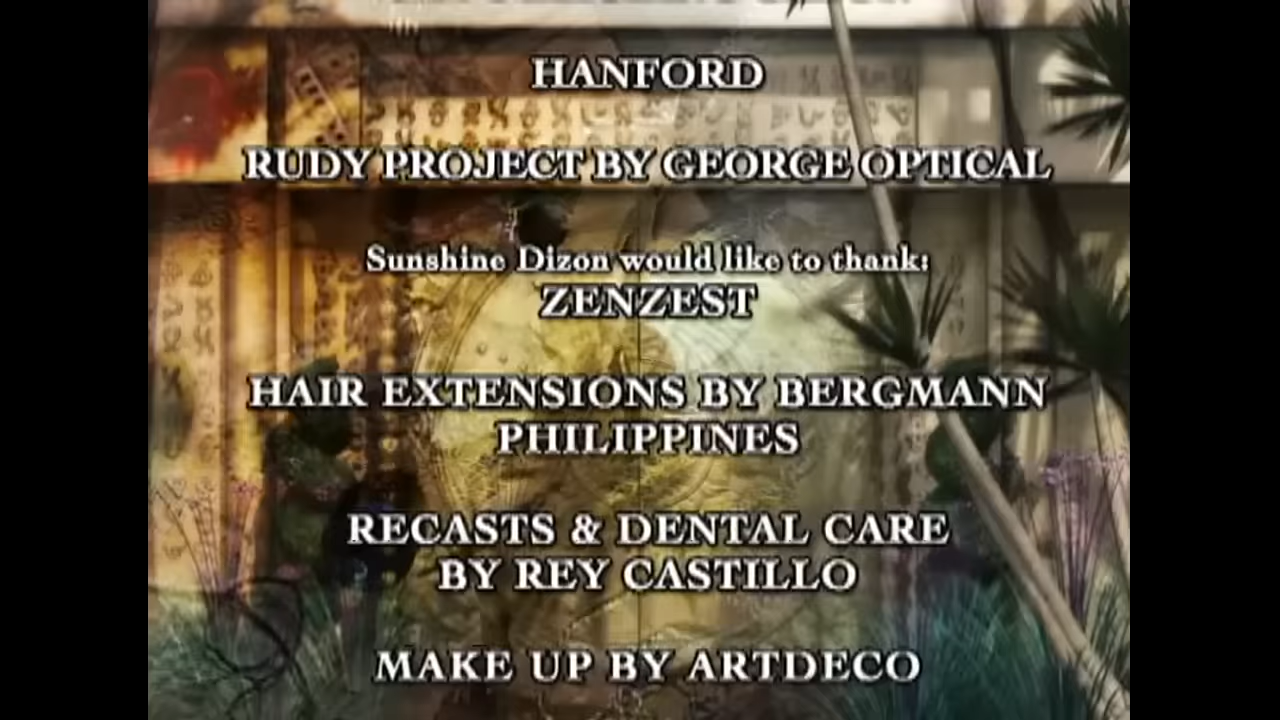 HANFORD
RUDY PROJECT BY GEORGE OPTICAL
Sunshine Dizon would like to thank:
ZENZEST
HAIR EXTENSIONS BY BERGMANN
PHILIPPINES
RECASTS & DENTAL CARE
BY REY CASTILLO
MAKE UP BY ARTDECO